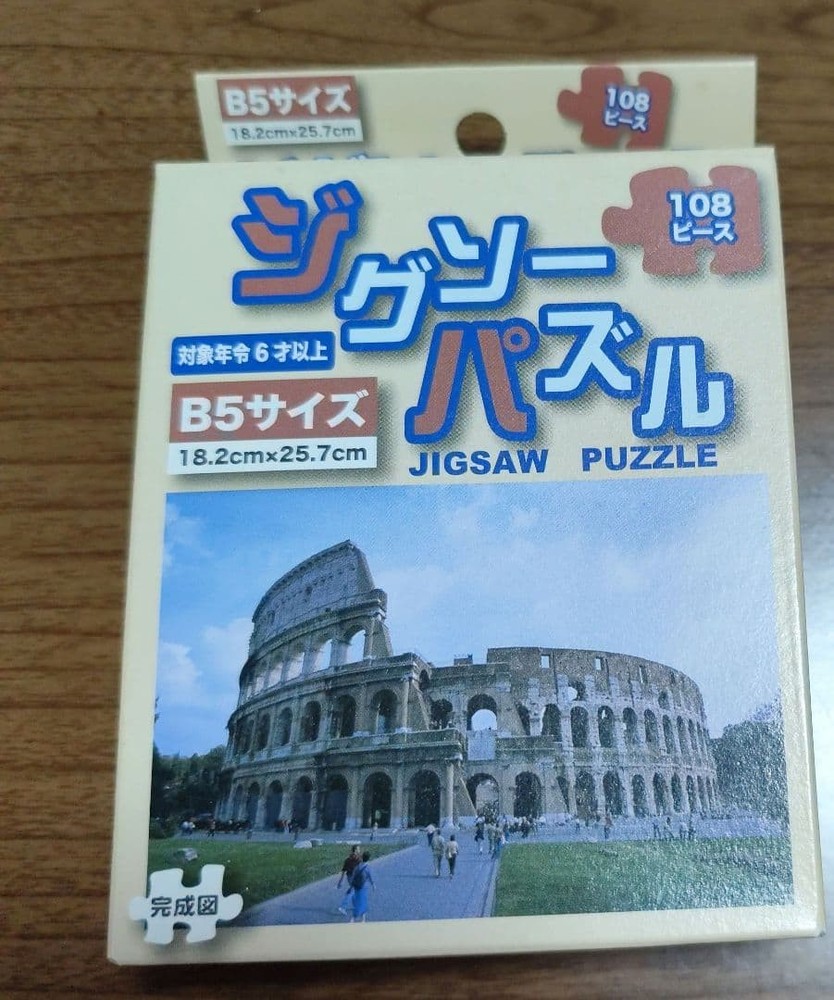 B5サイズ
18.2cm×25.7cm
108
ピース
108
ピース
ジグソー
パズル
対象年令6才以上
B5サイズ
18.2cm×25.7cm
JIGSAW PUZZLE
完成図